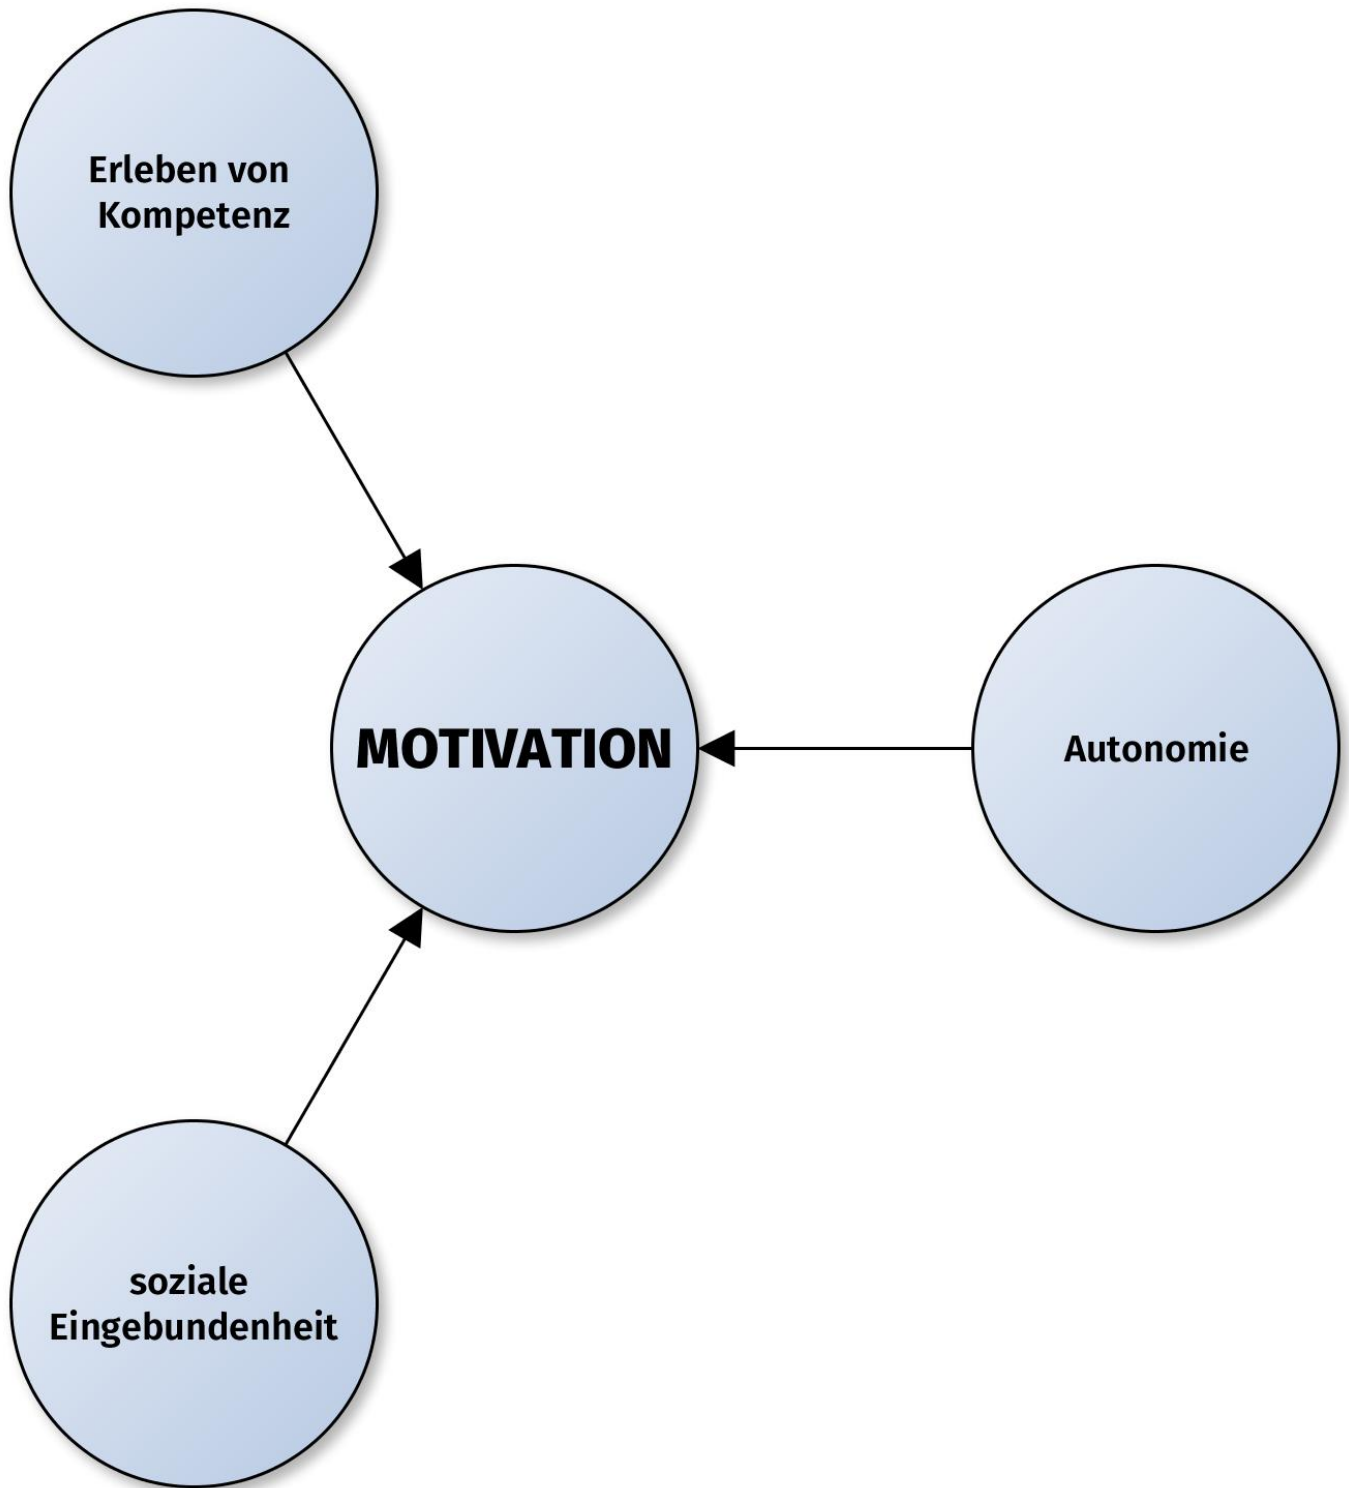 Erleben von
Kompetenz
MOTIVATION
Autonomie
soziale
Eingebundenheit